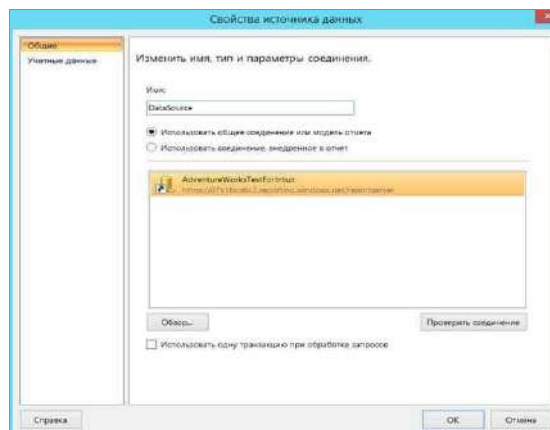 Свойства источника данных
Общие
Учетные данные
Изменить имя, тип и параметры соединения.
Имя:
DataSource
Использовать общее соединение или модель отчета
Использовать соединение, внедренное в отчет
AdventureWorksTestForIntuit
Обзор...
Проверить соединение
Использовать одну транзакцию при обработке запросов
Справка
OK
Отмена